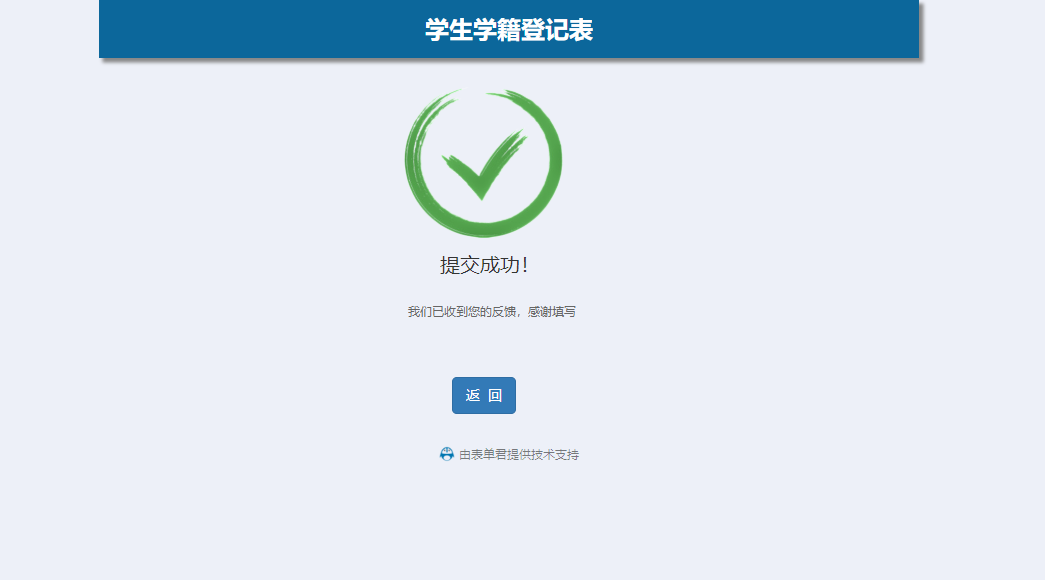 学生学籍登记表
提交成功！
我们已收到您的反馈，感谢填写
返 回
由表单君提供技术支持